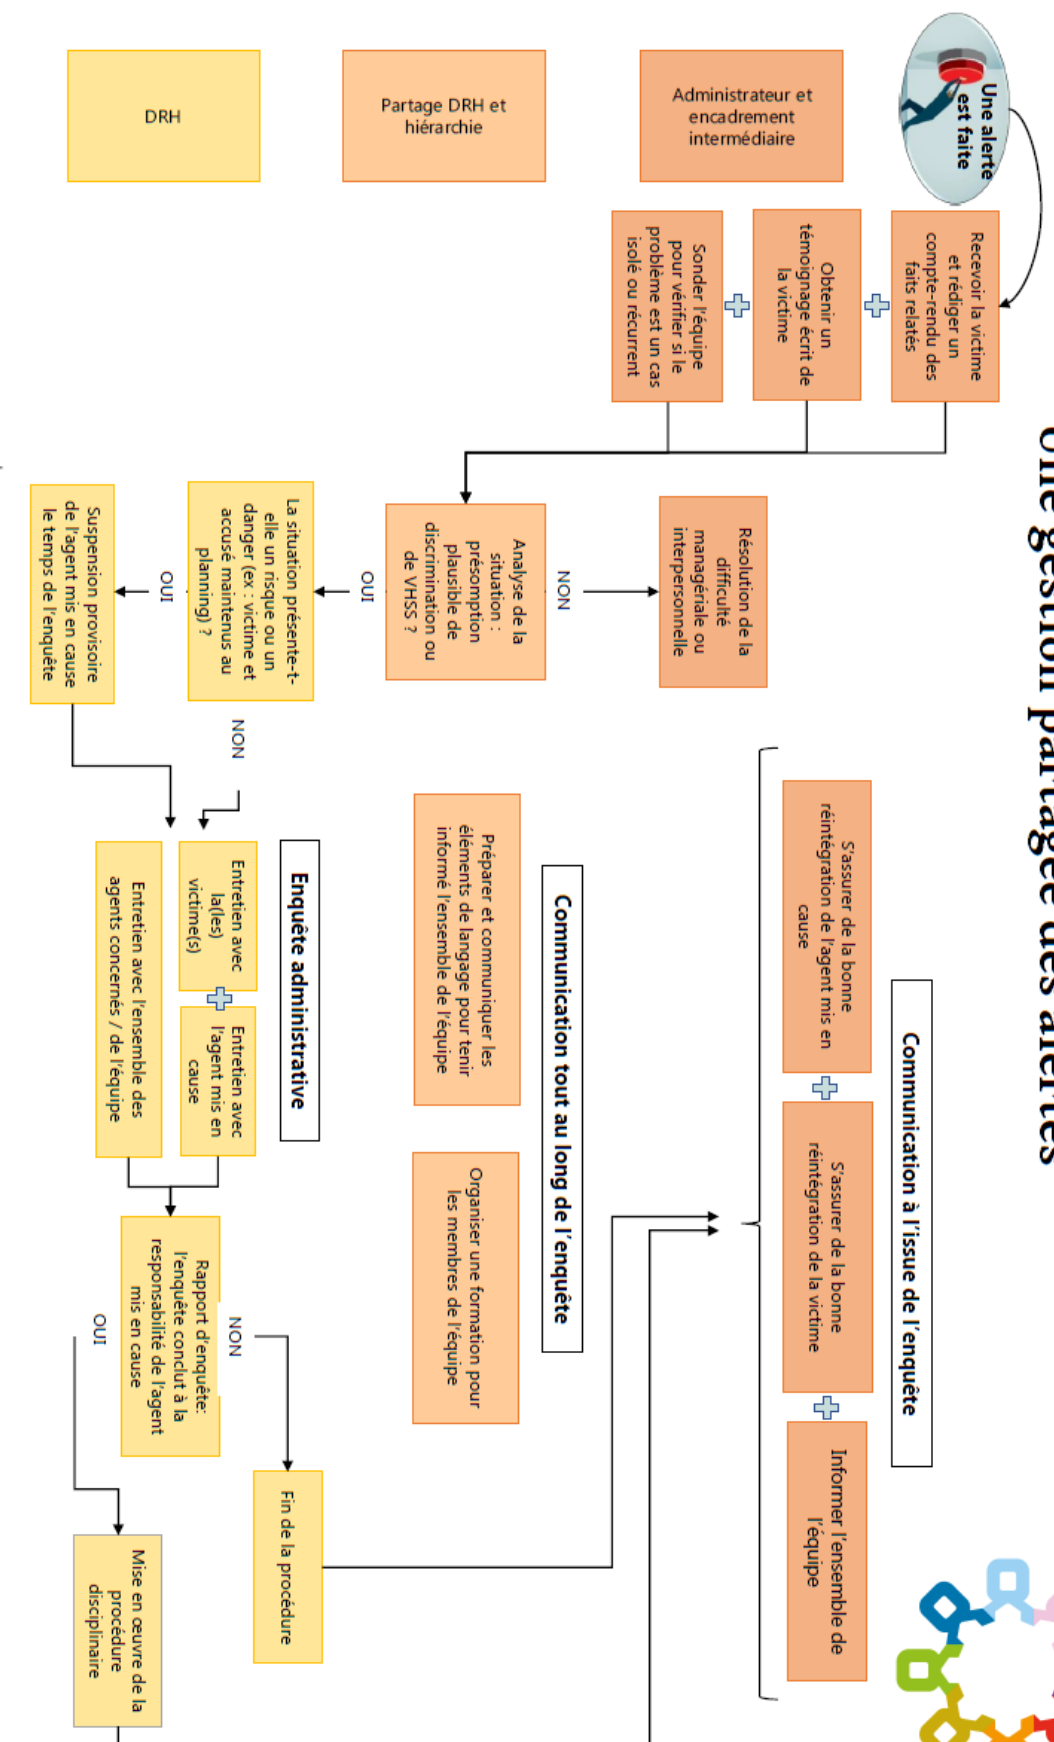 Une gestion partagée des alertes
Une alerte
est faite
Administrateur et
encadrement
intermédiaire
Partage DRH et
hiérarchie
DRH
Recevoir la victime
et rédiger un
compte-rendu des
faits relatés
Obtenir un
témoignage écrit de
la victime
Sonder l'équipe
pour vérifier si le
problème est un cas
isolé ou récurrent
Résolution de la
difficulté
managériale ou
interpersonnelle
NON
Analyse de la
situation :
présomption
plausible de
discrimination ou
de VHSS ?
OUI
La situation présente-t-
elle un risque ou un
danger (ex : victime et
accusé maintenus au
planning) ?
OUI
Suspension provisoire
de l'agent mis en cause
le temps de l'enquête
NON
Communication à l'issue de l'enquête
S'assurer de la bonne
réintégration de l'agent mis en
cause
S'assurer de la bonne
réintégration de la victime
Informer l'ensemble de
l'équipe
Communication tout au long de l'enquête
Préparer et communiquer les
éléments de langage pour tenir
informé l'ensemble de l'équipe
Organiser une formation pour
les membres de l'équipe
Enquête administrative
Entretien avec
la(les)
victime(s)
Entretien avec
l'agent mis en
cause
Entretien avec l'ensemble des
agents concernés / de l'équipe
Rapport d'enquête:
l'enquête conclut à la
responsabilité de l'agent
mis en cause
NON
OUI
Fin de la procédure
Mise en œuvre de la
procédure
disciplinaire